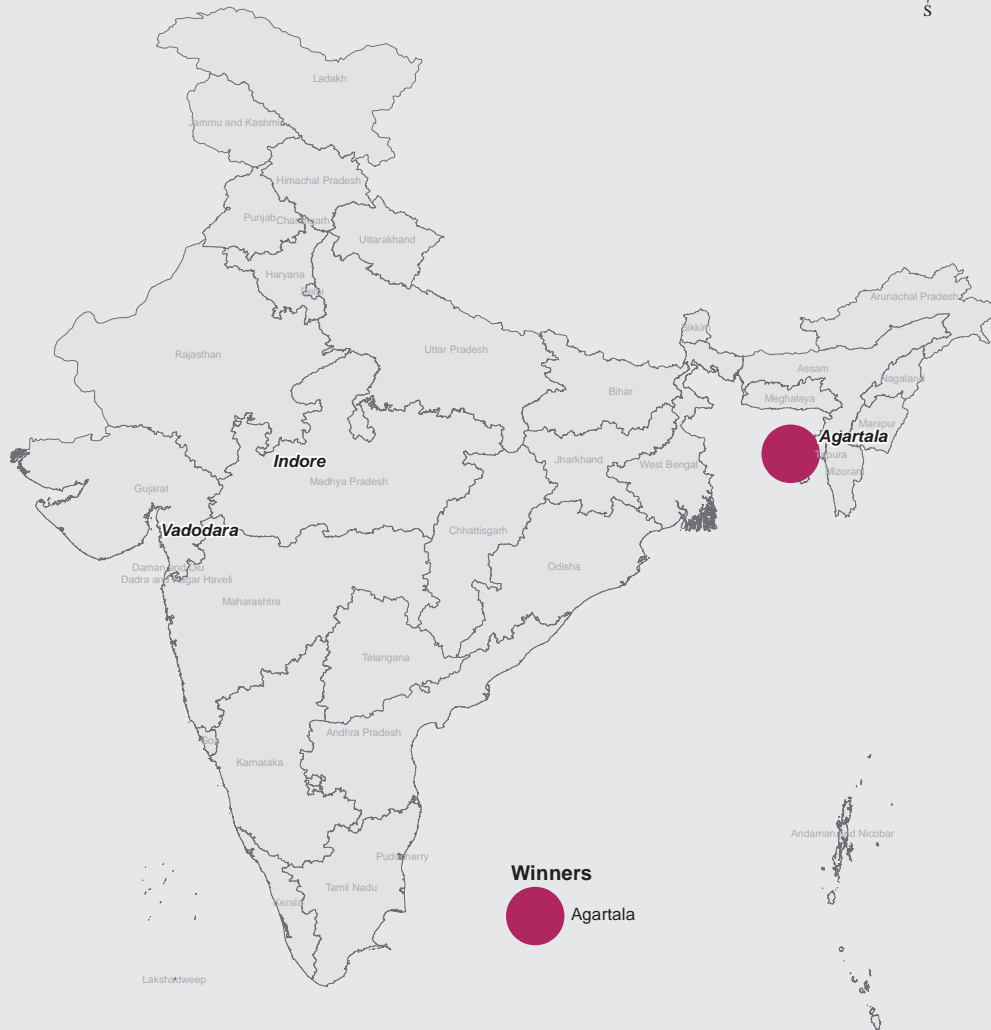 S
Ladakh
Jammu and Kashmir
Himachal Pradesh
Punjab
Chandigarh
Uttarakhand
Haryana
Delhi
Arunachal Pradesh
Sikkim
Rajasthan
Uttar Pradesh
Assam
Nagaland
Bihar
Meghalaya
Manipur
Agartala
Indore
Jharkhand
West Bengal
Tripura
Mizoram
Madhya Pradesh
Gujarat
Vadodara
Chhattisgarh
Daman and Diu
Dadra and Nagar Haveli
Odisha
Maharashtra
Telangana
Andhra Pradesh
Goa
Karnataka
Andaman and Nicobar
Puducherry
Tamil Nadu
Kerala
Winners
Agartala
Lakshadweep